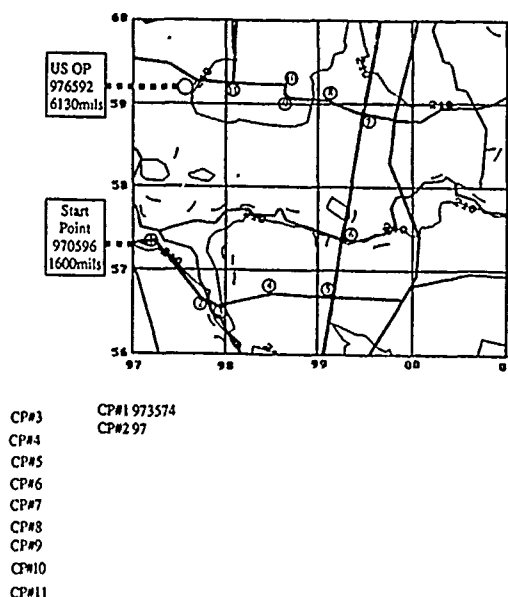 60
US OP
976592
6130mils
59
58
Start
Point
970596
1600mils
57
56
97
98
99
00
CP#3
CP#4
CP#5
CP#6
CP#7
CP#8
CP#9
CP#10
CP#11
CP#1 973574
CP#2 97